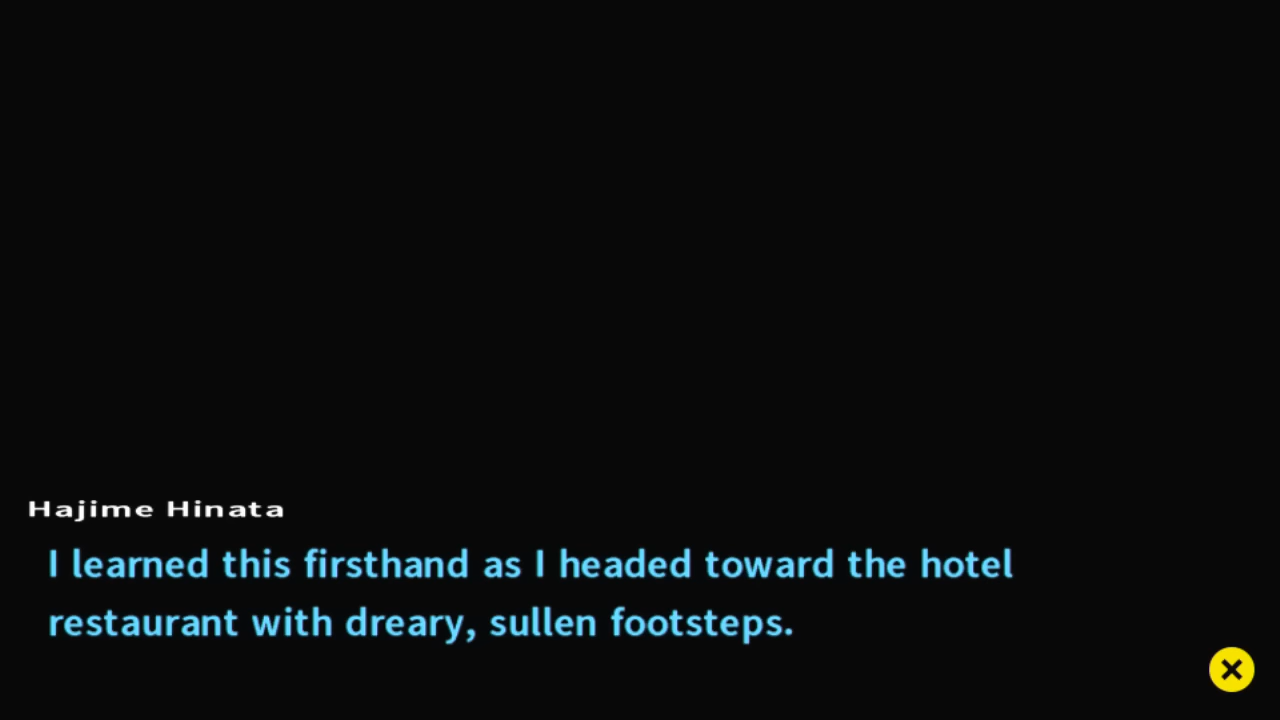 Hajime Hinata
I learned this firsthand as I headed toward the hotel
restaurant with dreary, sullen footsteps.